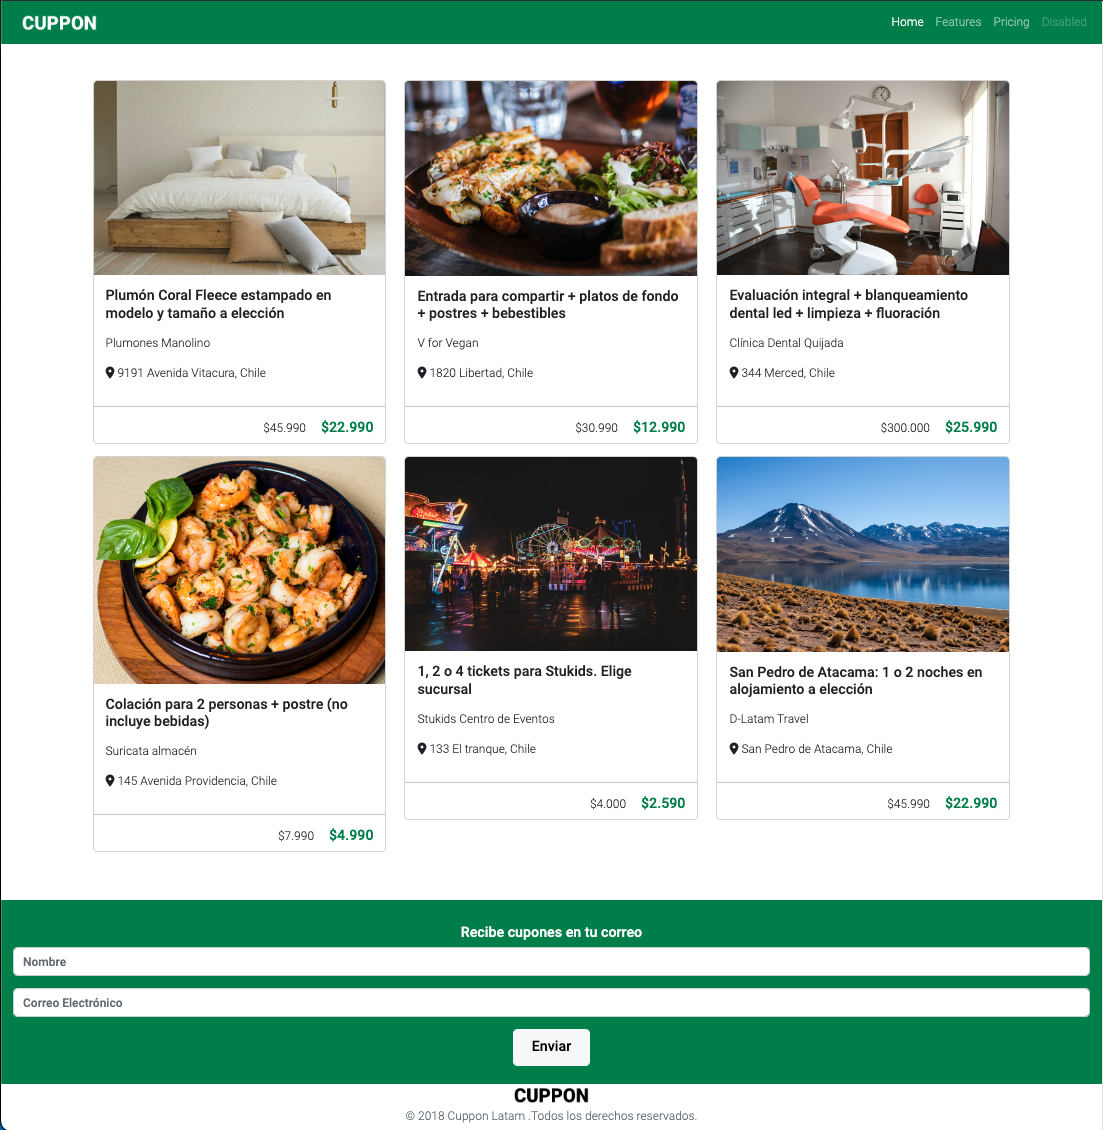 CUPPON
Home Features Pricing Disabled
Plumón Coral Fleece estampado en
modelo y tamaño a elección
Plumones Manolino
9191 Avenida Vitacura, Chile
$45.990 $22.990
Entrada para compartir + platos de fondo
+ postres + bebestibles
V for Vegan
1820 Libertad, Chile
$30.990 $12.990
Evaluación integral + blanqueamiento
dental led + limpieza + fluoración
Clínica Dental Quijada
344 Merced, Chile
$300.000 $25.990
Colación para 2 personas + postre (no
incluye bebidas)
Suricata almacén
145 Avenida Providencia, Chile
$7.990 $4.990
1, 2 o 4 tickets para Stukids. Elige
sucursal
Stukids Centro de Eventos
133 El tranque, Chile
$4.000 $2.590
San Pedro de Atacama: 1 o 2 noches en
alojamiento a elección
D-Latam Travel
San Pedro de Atacama, Chile
$45.990 $22.990
Recibe cupones en tu correo
Nombre
Correo Electrónico
Enviar
CUPPON
© 2018 Cuppon Latam .Todos los derechos reservados.